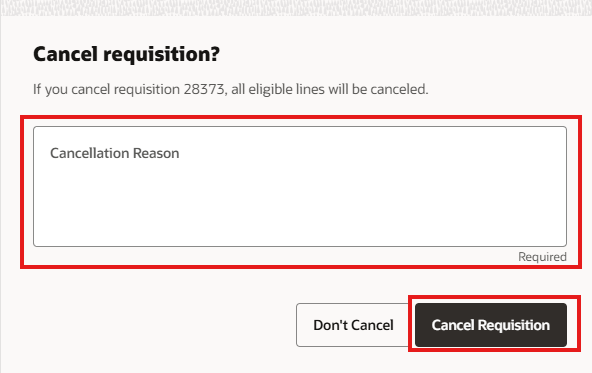 Cancel requisition?
If you cancel requisition 28373, all eligible lines will be canceled.
Cancellation Reason
Required
Don't Cancel
Cancel Requisition